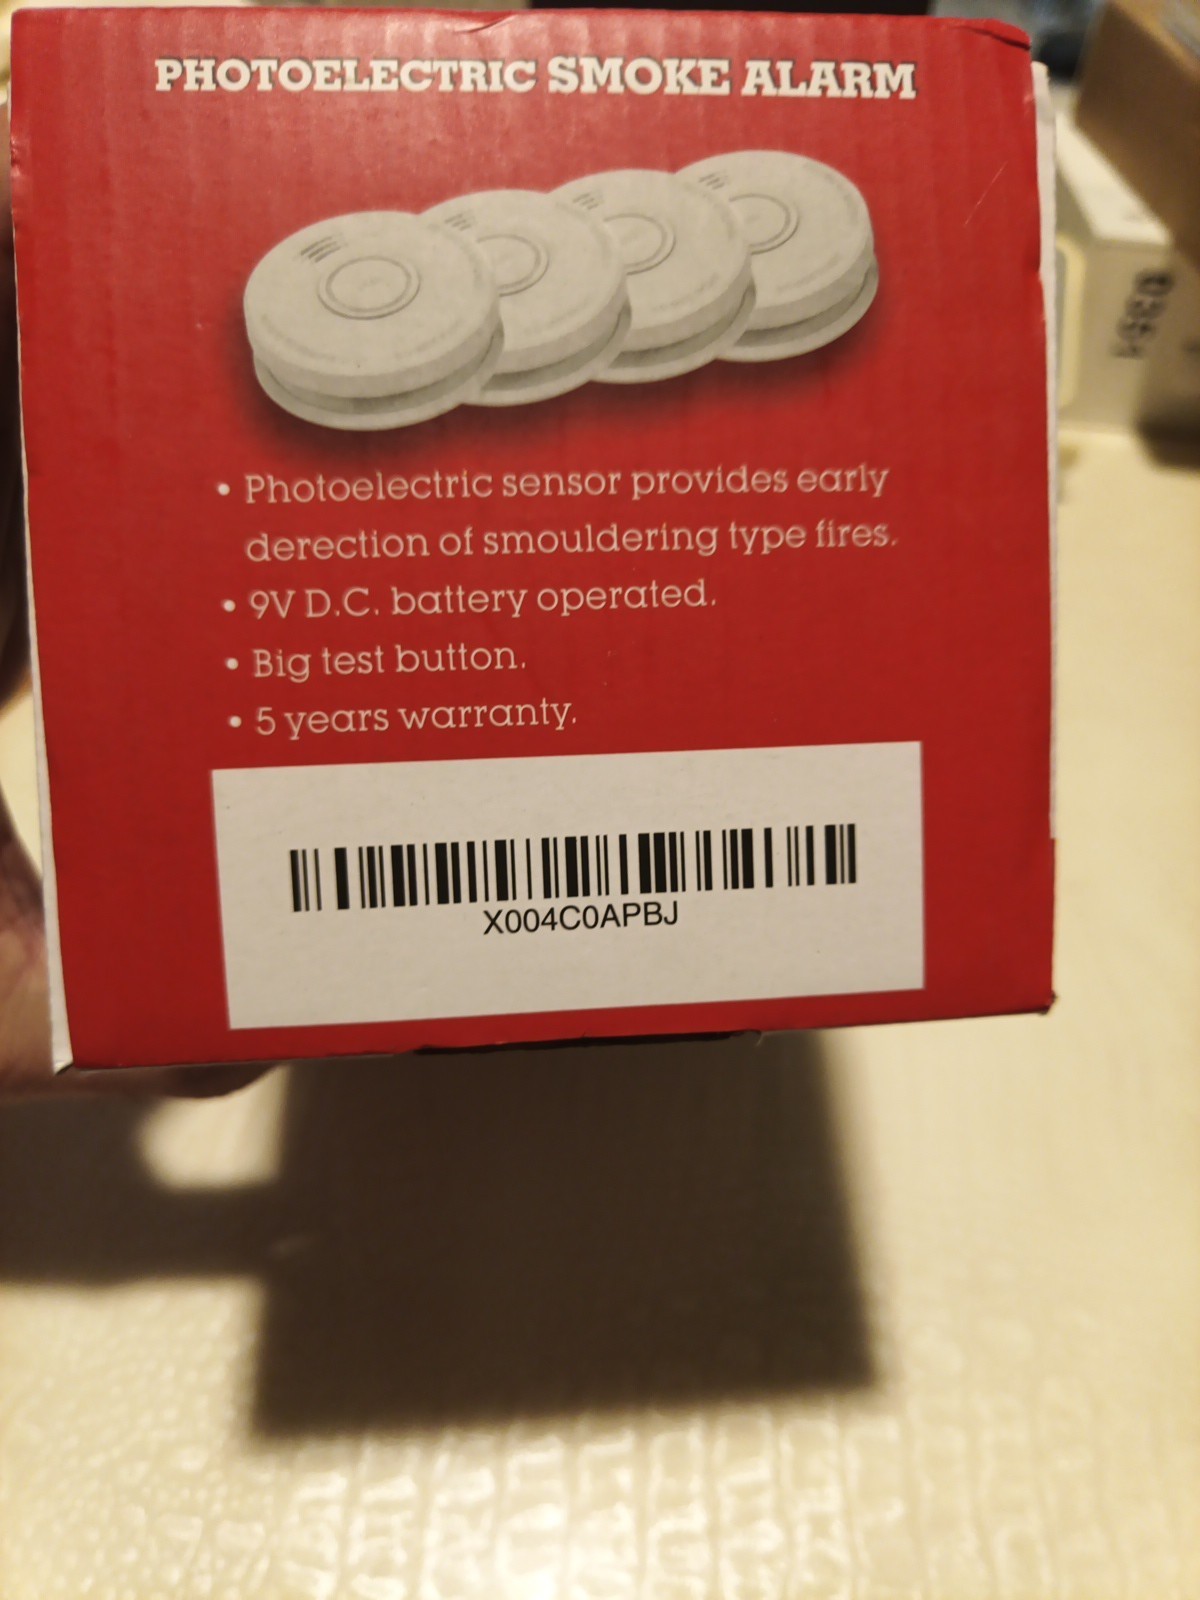 PHOTOELECTRIC SMOKE ALARM
• Photoelectric sensor provides early
derection of smouldering type fires.
• 9V D.C. battery operated.
• Big test button.
• 5 years warranty.
X004C0APBJ